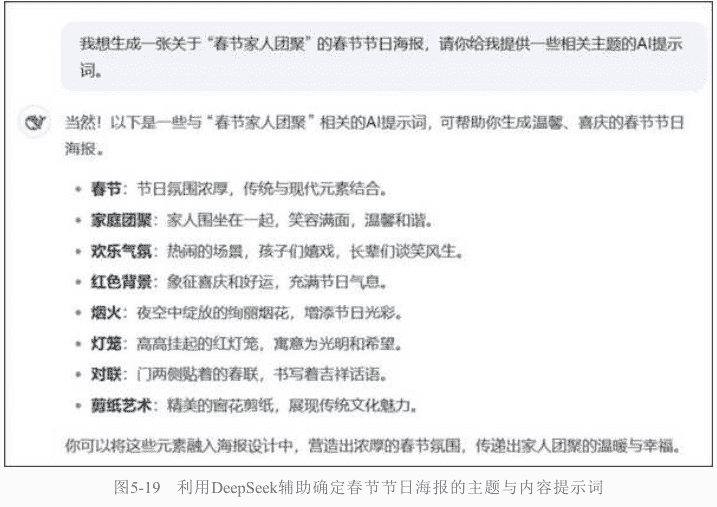 我想生成一张关于“春节家人团聚”的春节节日海报，请你给我提供一些相关主题的AI提示
词。
当然！以下是一些与“春节家人团聚”相关的AI提示词，可帮助你生成温馨、喜庆的春节节日
海报。
• 春节：节日氛围浓厚，传统与现代元素结合。
• 家庭团聚：家人围坐在一起，笑容满面，温馨和谐。
• 欢乐气氛：热闹的场景，孩子们嬉戏，长辈们谈笑风生。
• 红色背景：象征喜庆和好运，充满节日气息。
• 烟火：夜空中绽放的绚丽烟花，增添节日光彩。
• 灯笼：高高挂起的红灯笼，寓意为光明和希望。
• 对联：门两侧贴着的春联，书写着吉祥话语。
• 剪纸艺术：精美的窗花剪纸，展现传统文化魅力。
你可以将这些元素融入海报设计中，营造出浓厚的春节氛围，传递出家人团聚的温暖与幸福。
图5-19 利用DeepSeek辅助确定春节节日海报的主题与内容提示词